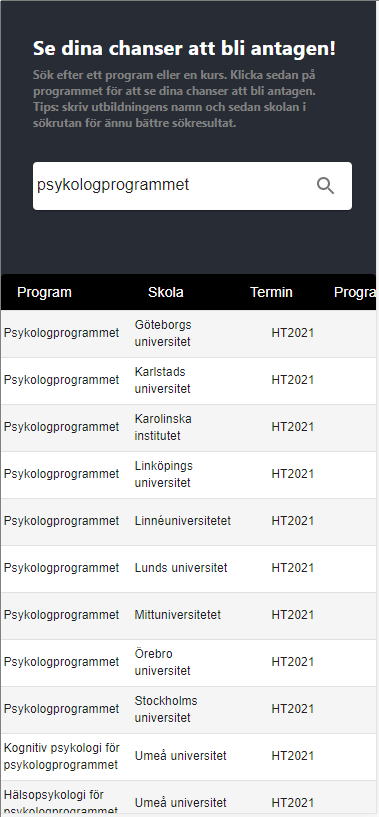 Se dina chanser att bli antagen!
Sök efter ett program eller en kurs. Klicka sedan på
programmet för att se dina chanser att bli antagen.
Tips: skriv utbildningens namn och sedan skolan i
sökrutan för ännu bättre sökresultat.
psykologprogrammet
Program Skola Termin Progra
Psykologprogrammet Göteborgs universitet HT2021
Psykologprogrammet Karlstads universitet HT2021
Psykologprogrammet Karolinska institutet HT2021
Psykologprogrammet Linköpings universitet HT2021
Psykologprogrammet Linnéuniversitetet HT2021
Psykologprogrammet Lunds universitet HT2021
Psykologprogrammet Mittuniversitetet HT2021
Psykologprogrammet Örebro universitet HT2021
Psykologprogrammet Stockholms universitet HT2021
Kognitiv psykologi för psykologprogrammet Umeå universitet HT2021
Hälsopsykologi för psykologprogrammet Umeå universitet HT2021